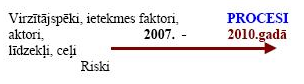 Virzītājspēki, ietekmes faktori, PROCESI
aktori, 2007. - 2010.gadā
līdzekļi, ceļi
Riski